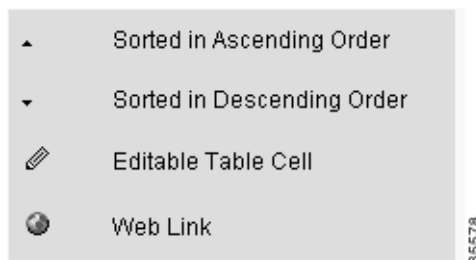 Sorted in Ascending Order
Sorted in Descending Order
Editable Table Cell
Web Link